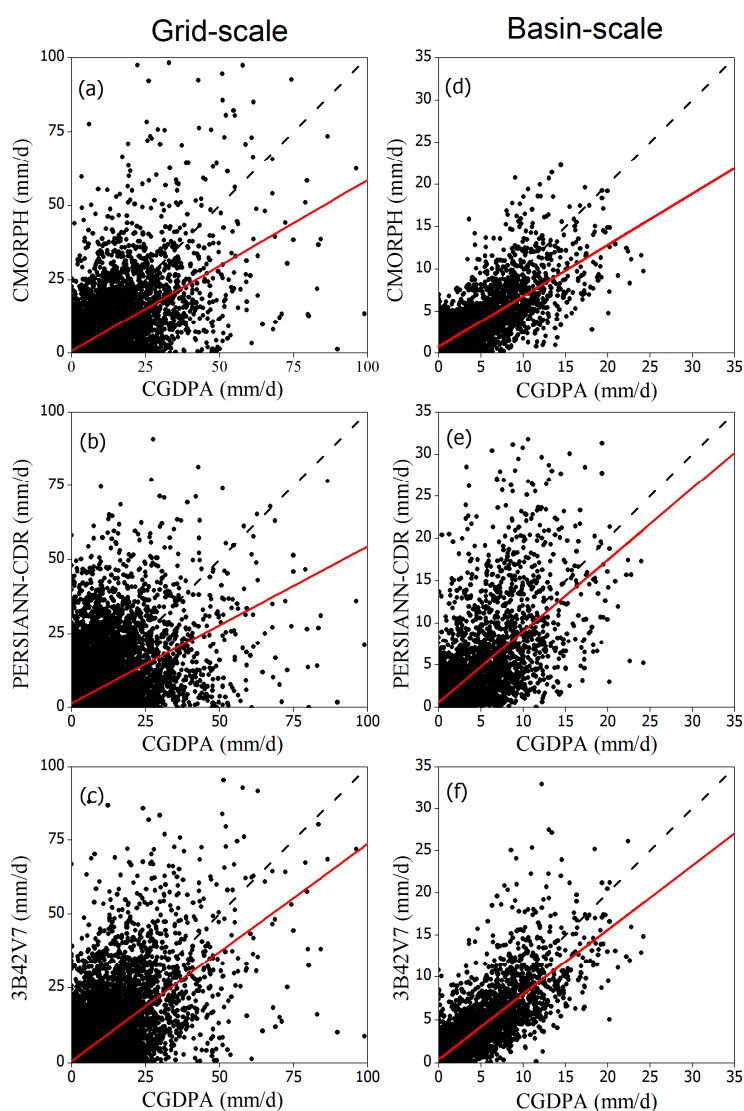 Grid-scale
Basin-scale
(a)
CMORPH (mm/d)
100
75
50
25
0
0 25 50 75 100
CGDPA (mm/d)
(d)
CMORPH (mm/d)
35
30
25
20
15
10
5
0
0 5 10 15 20 25 30 35
CGDPA (mm/d)
(b)
PERSIANN-CDR (mm/d)
100
75
50
25
0
0 25 50 75 100
CGDPA (mm/d)
(e)
PERSIANN-CDR (mm/d)
35
30
25
20
15
10
5
0
0 5 10 15 20 25 30 35
CGDPA (mm/d)
(c)
3B42V7 (mm/d)
100
75
50
25
0
0 25 50 75 100
CGDPA (mm/d)
(f)
3B42V7 (mm/d)
35
30
25
20
15
10
5
0
0 5 10 15 20 25 30 35
CGDPA (mm/d)